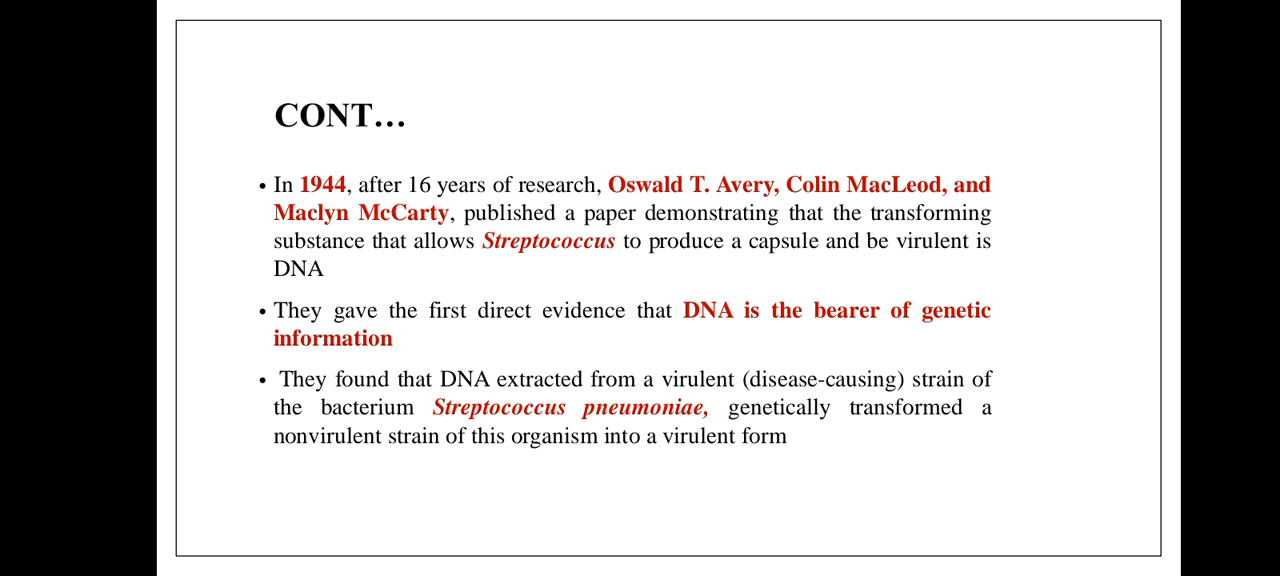 CONT…
• In 1944, after 16 years of research, Oswald T. Avery, Colin MacLeod, and
Maclyn McCarty, published a paper demonstrating that the transforming
substance that allows Streptococcus to produce a capsule and be virulent is
DNA
• They gave the first direct evidence that DNA is the bearer of genetic
information
• They found that DNA extracted from a virulent (disease-causing) strain of
the bacterium Streptococcus pneumoniae, genetically transformed a
nonvirulent strain of this organism into a virulent form